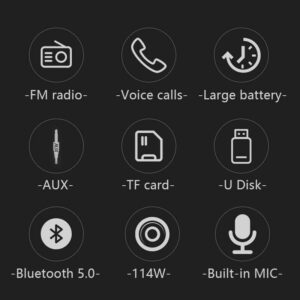 -FM radio- -Voice calls- -Large battery-
-AUX- -TF card- -U Disk-
-Bluetooth 5.0- -114W- -Built-in MIC-